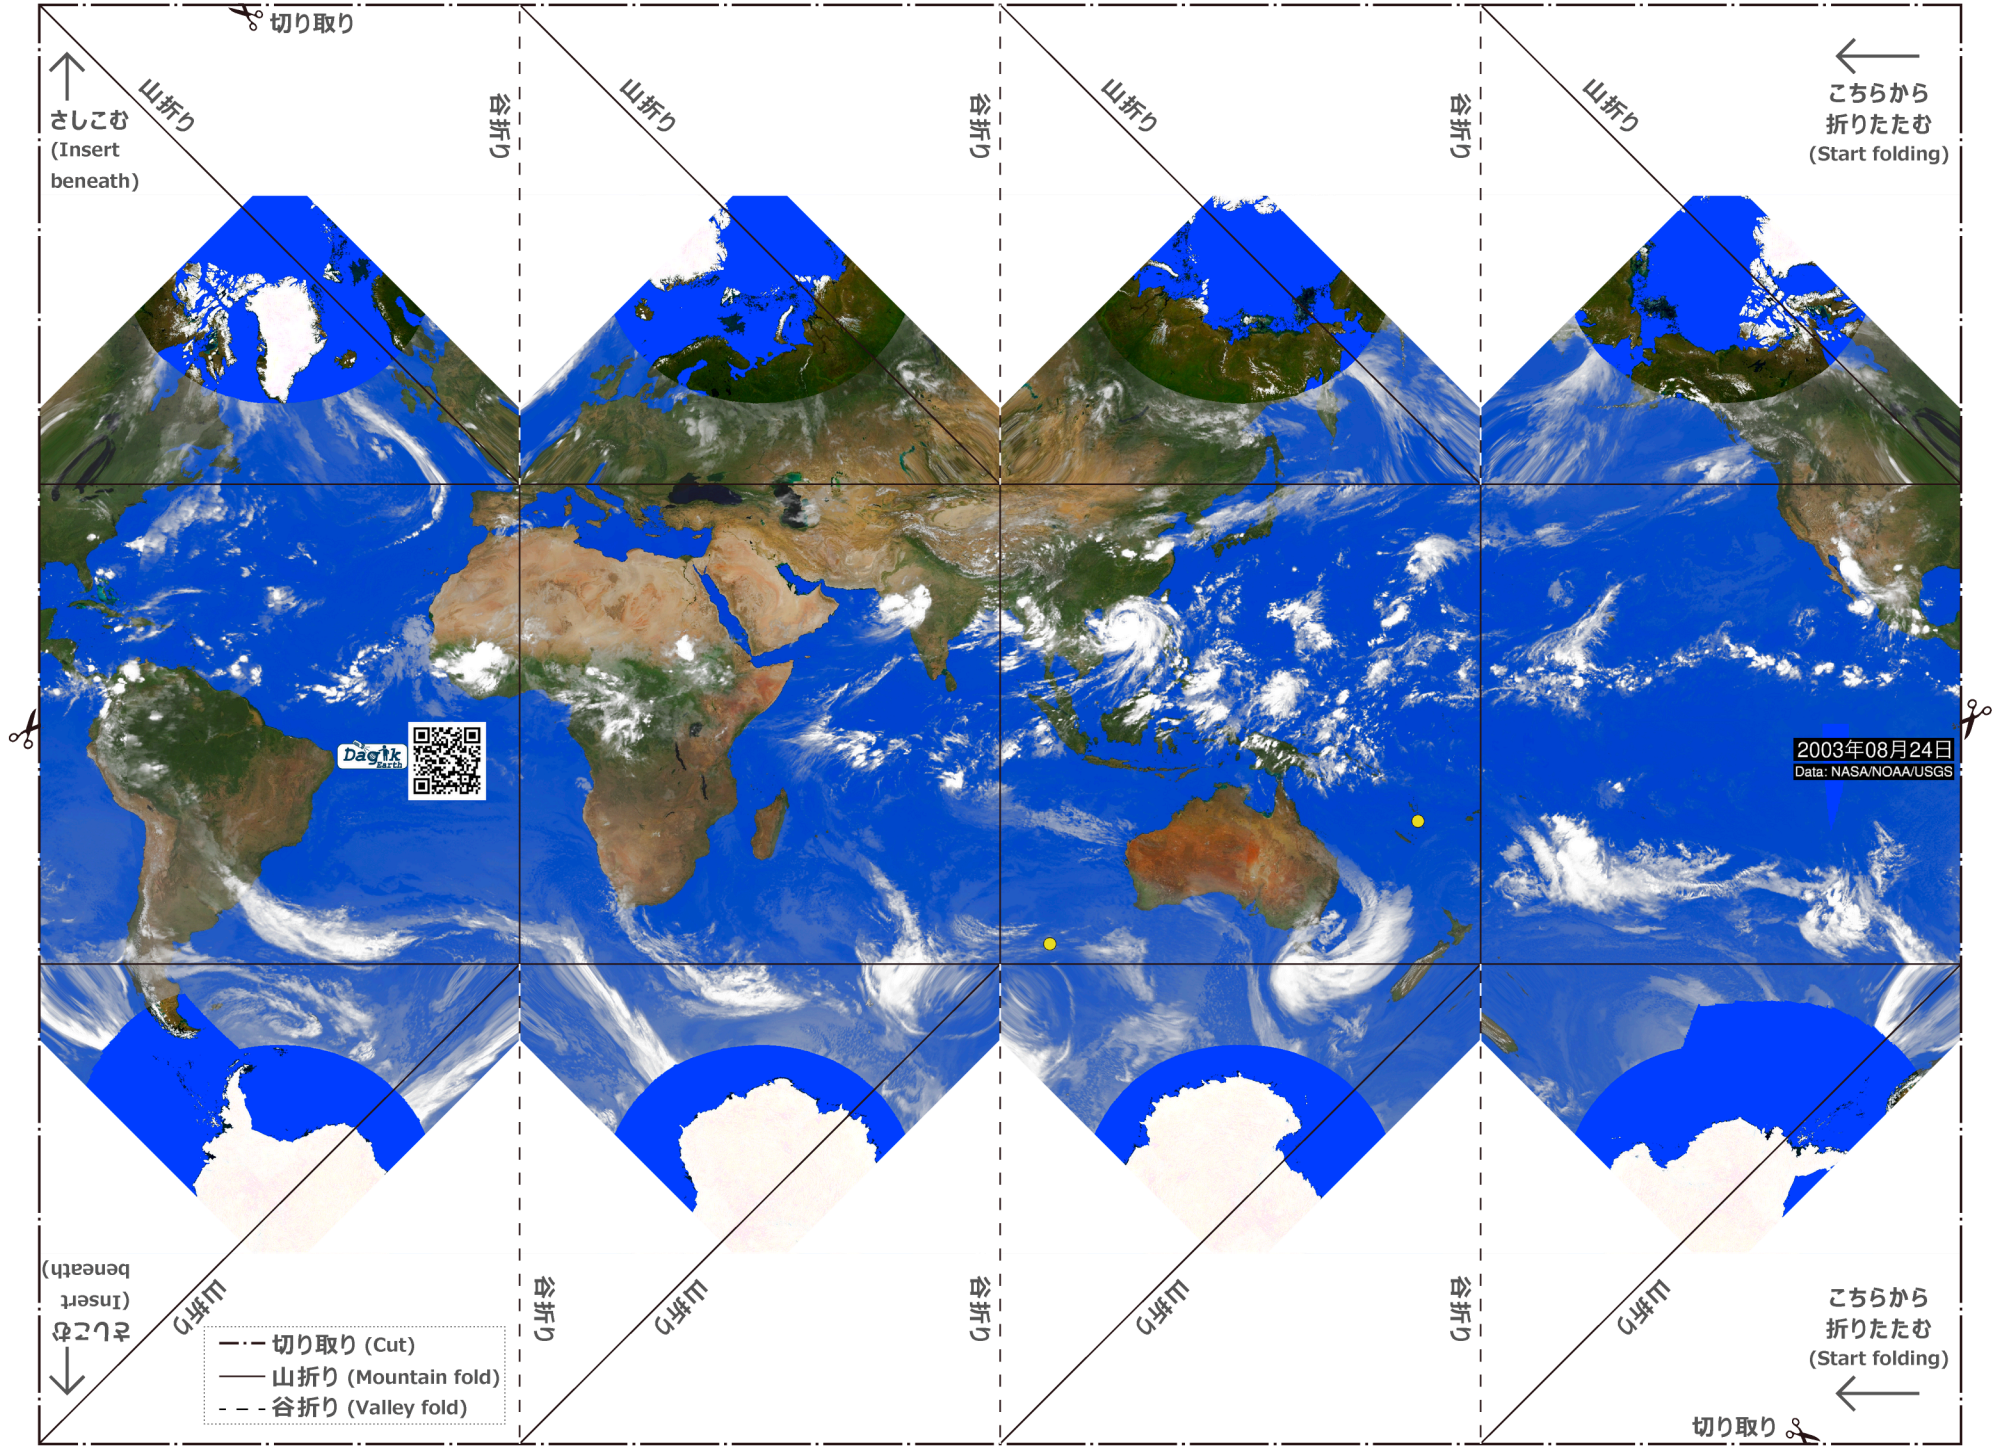 切り取り
さしこむ
(Insert
beneath)
山折り
谷折り
山折り
谷折り
山折り
谷折り
山折り
こちらから
折りたたむ
(Start folding)
Dagik
Earth
2003年08月24日
Data: NASA/NOAA/USGS
さしこむ
(Insert
beneath)
山折り
谷折り
山折り
谷折り
山折り
谷折り
山折り
こちらから
折りたたむ
(Start folding)
切り取り (Cut)
山折り (Mountain fold)
谷折り (Valley fold)
切り取り